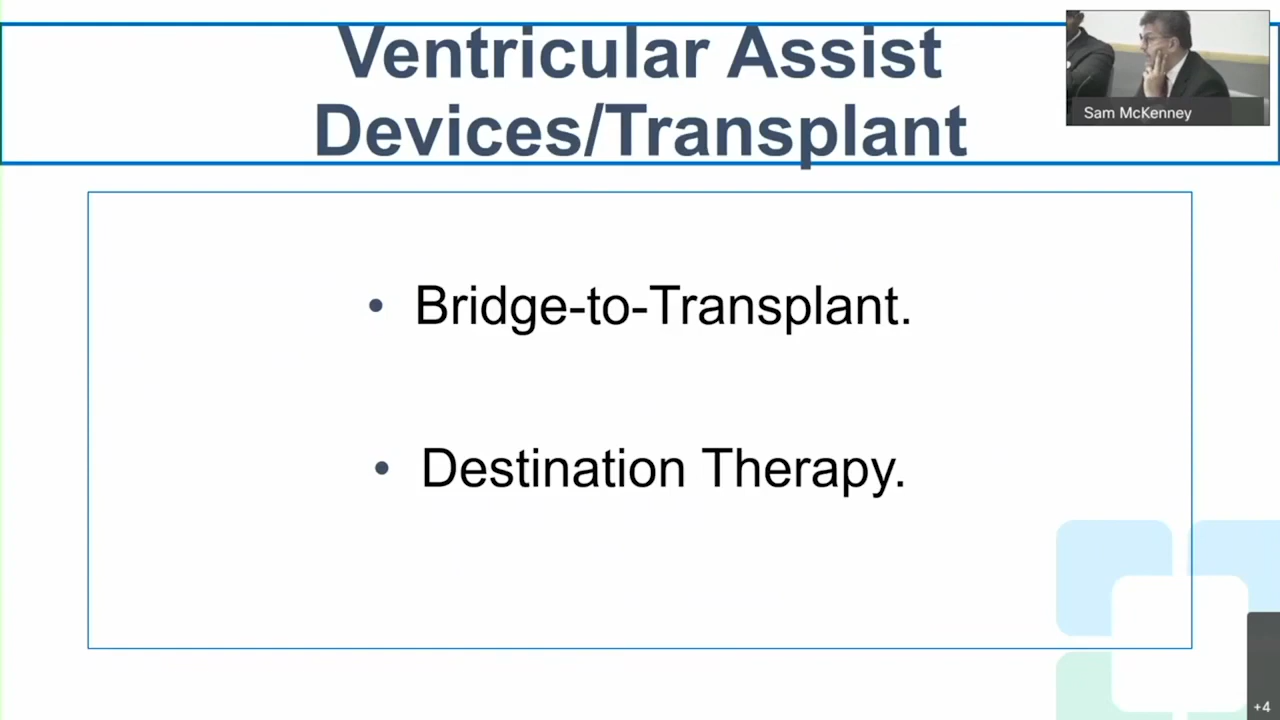 Ventricular Assist
Devices/Transplant
Sam McKenney
• Bridge-to-Transplant.
• Destination Therapy.
+4